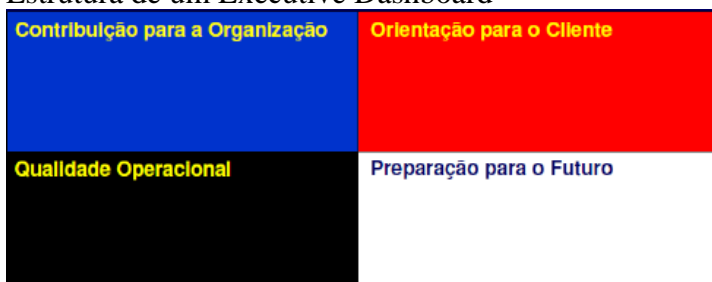 Estrutura de um Executive Dashboard
Contribuição para a Organização
Orientação para o Cliente
Qualidade Operacional
Preparação para o Futuro